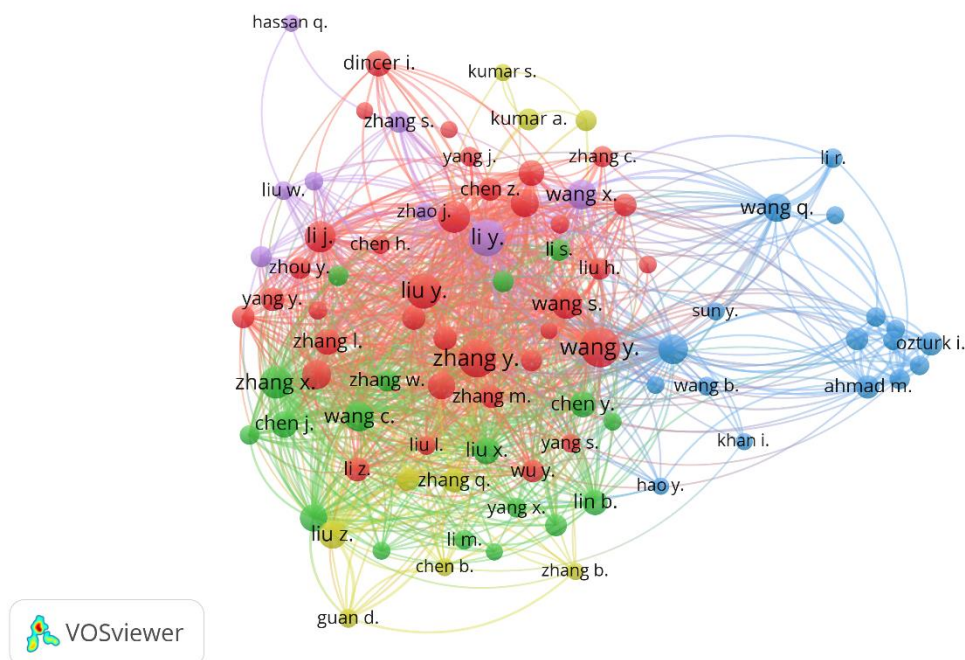 hassan q.
dincer i.
kumar s.
kumar a.
zhang s.
yang j.
zhang c.
li r.
liu w.
chen z.
wang x.
wang q.
zhao j.
li j.
li y.
chen h.
li s.
zhou y.
liu h.
yang y.
liu y.
wang s.
sun y.
zhang l.
wang y.
ozturk i.
zhang y.
zhang x.
zhang w.
wang b.
ahmad m.
zhang m.
chen y.
wang c.
chen j.
liu l.
liu x.
yang s.
khan i.
li z.
zhang q.
wu y.
hao y.
yang x.
lin b.
liu z.
li m.
chen b.
zhang b.
guan d.
VOSviewer